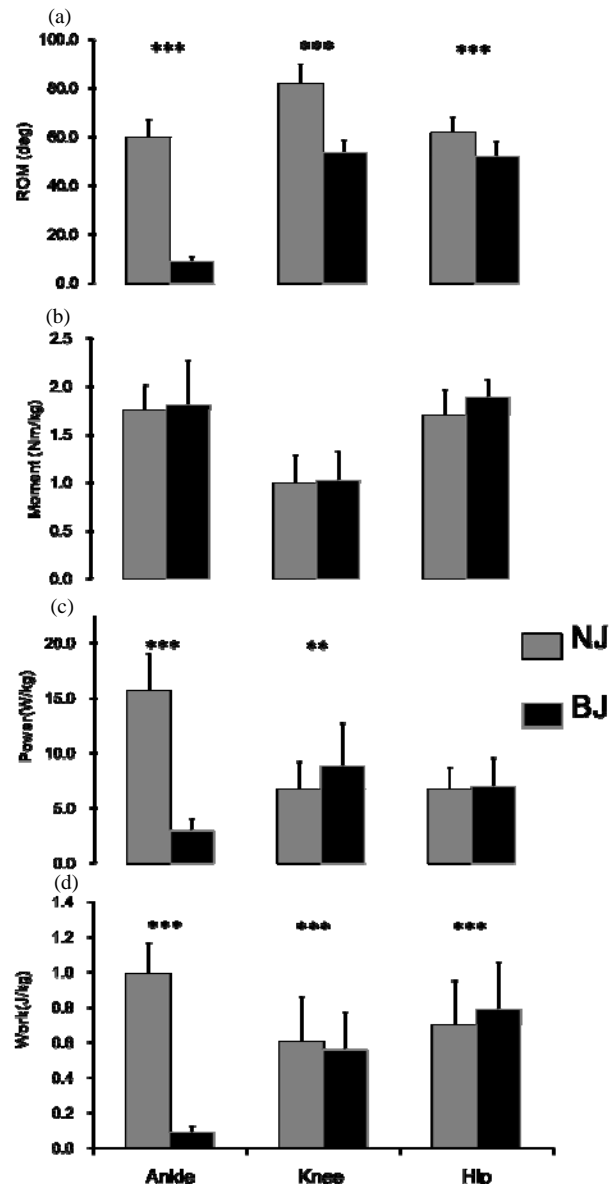 (a)
100.0
80.0
60.0
40.0
20.0
0.0
ROM (deg)
*** *** ***
(b)
2.5
2.0
1.5
1.0
0.5
0.0
Moment (Nm/kg)
(c)
20.0
15.0
10.0
5.0
0.0
Power(W/kg)
*** **
NJ
BJ
(d)
1.4
1.2
1.0
0.8
0.6
0.4
0.2
0.0
Work(J/kg)
*** *** ***
Ankle Knee Hip